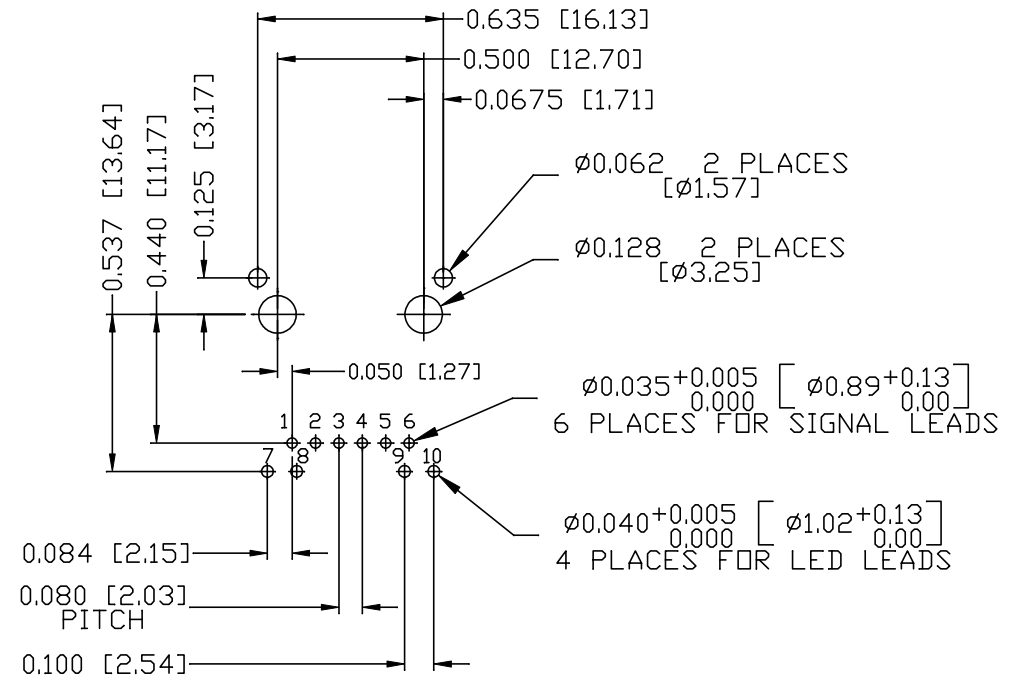 0.635 [16.13]
0.500 [12.70]
0.0675 [1.71]
0.537 [13.64]
0.440 [11.17]
0.125 [3.17]
Ø0.062 2 PLACES
[Ø1.57]
Ø0.128 2 PLACES
[Ø3.25]
0.050 [1.27]
Ø0.035 +0.005 [Ø0.89 +0.13]
0.000 0.00
6 PLACES FOR SIGNAL LEADS
1 2 3 4 5 6
7 8 9 10
Ø0.040 +0.005 [Ø1.02 +0.13]
0.000 0.00
4 PLACES FOR LED LEADS
0.084 [2.15]
0.080 [2.03]
PITCH
0.100 [2.54]